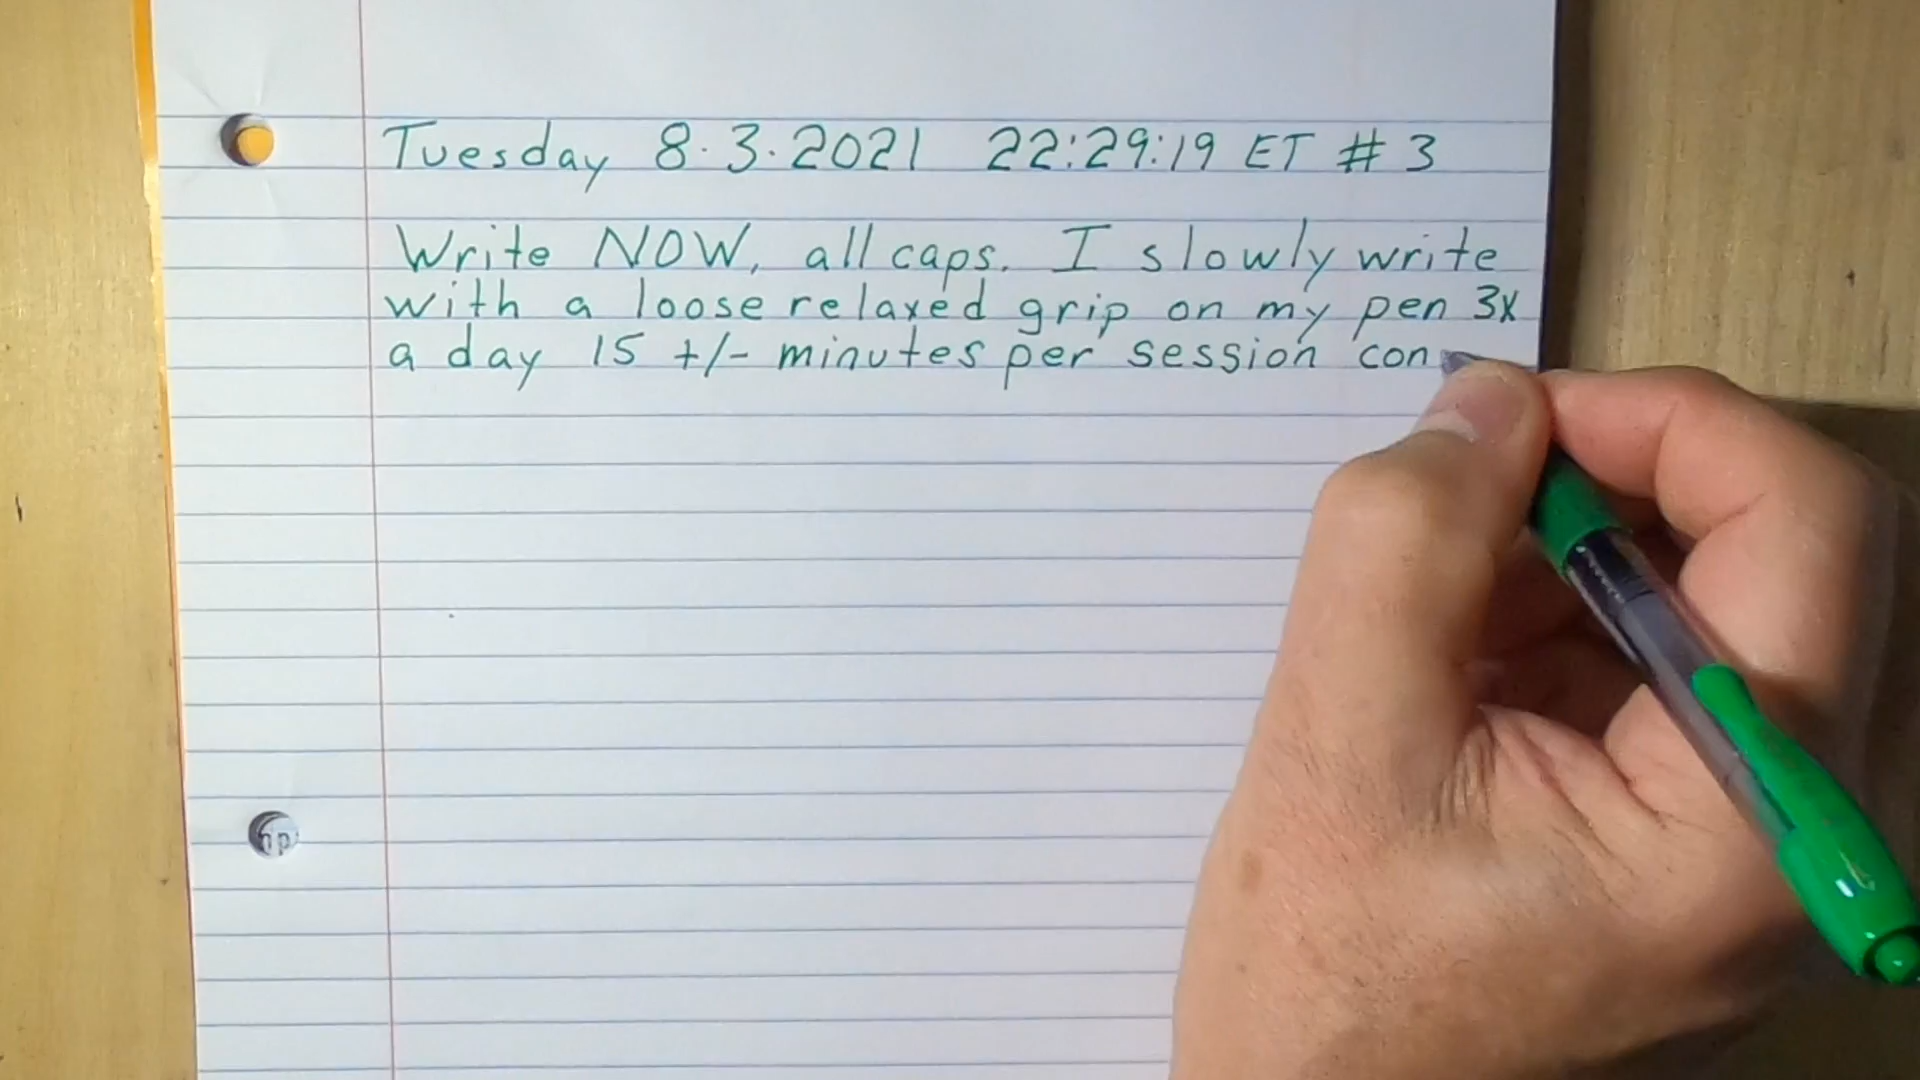 Tuesday 8.3.2021 22:29:19 ET #3
Write NOW, all caps. I slowly write
with a loose relaxed grip on my pen 3x
a day 15 +/- minutes per session con
hp